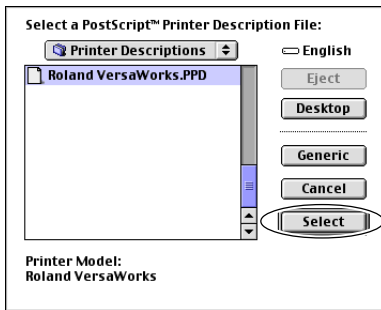 Select a PostScript™ Printer Description File:
Printer Descriptions
English
Roland VersaWorks.PPD
Eject
Desktop
Generic
Cancel
Select
Printer Model:
Roland VersaWorks